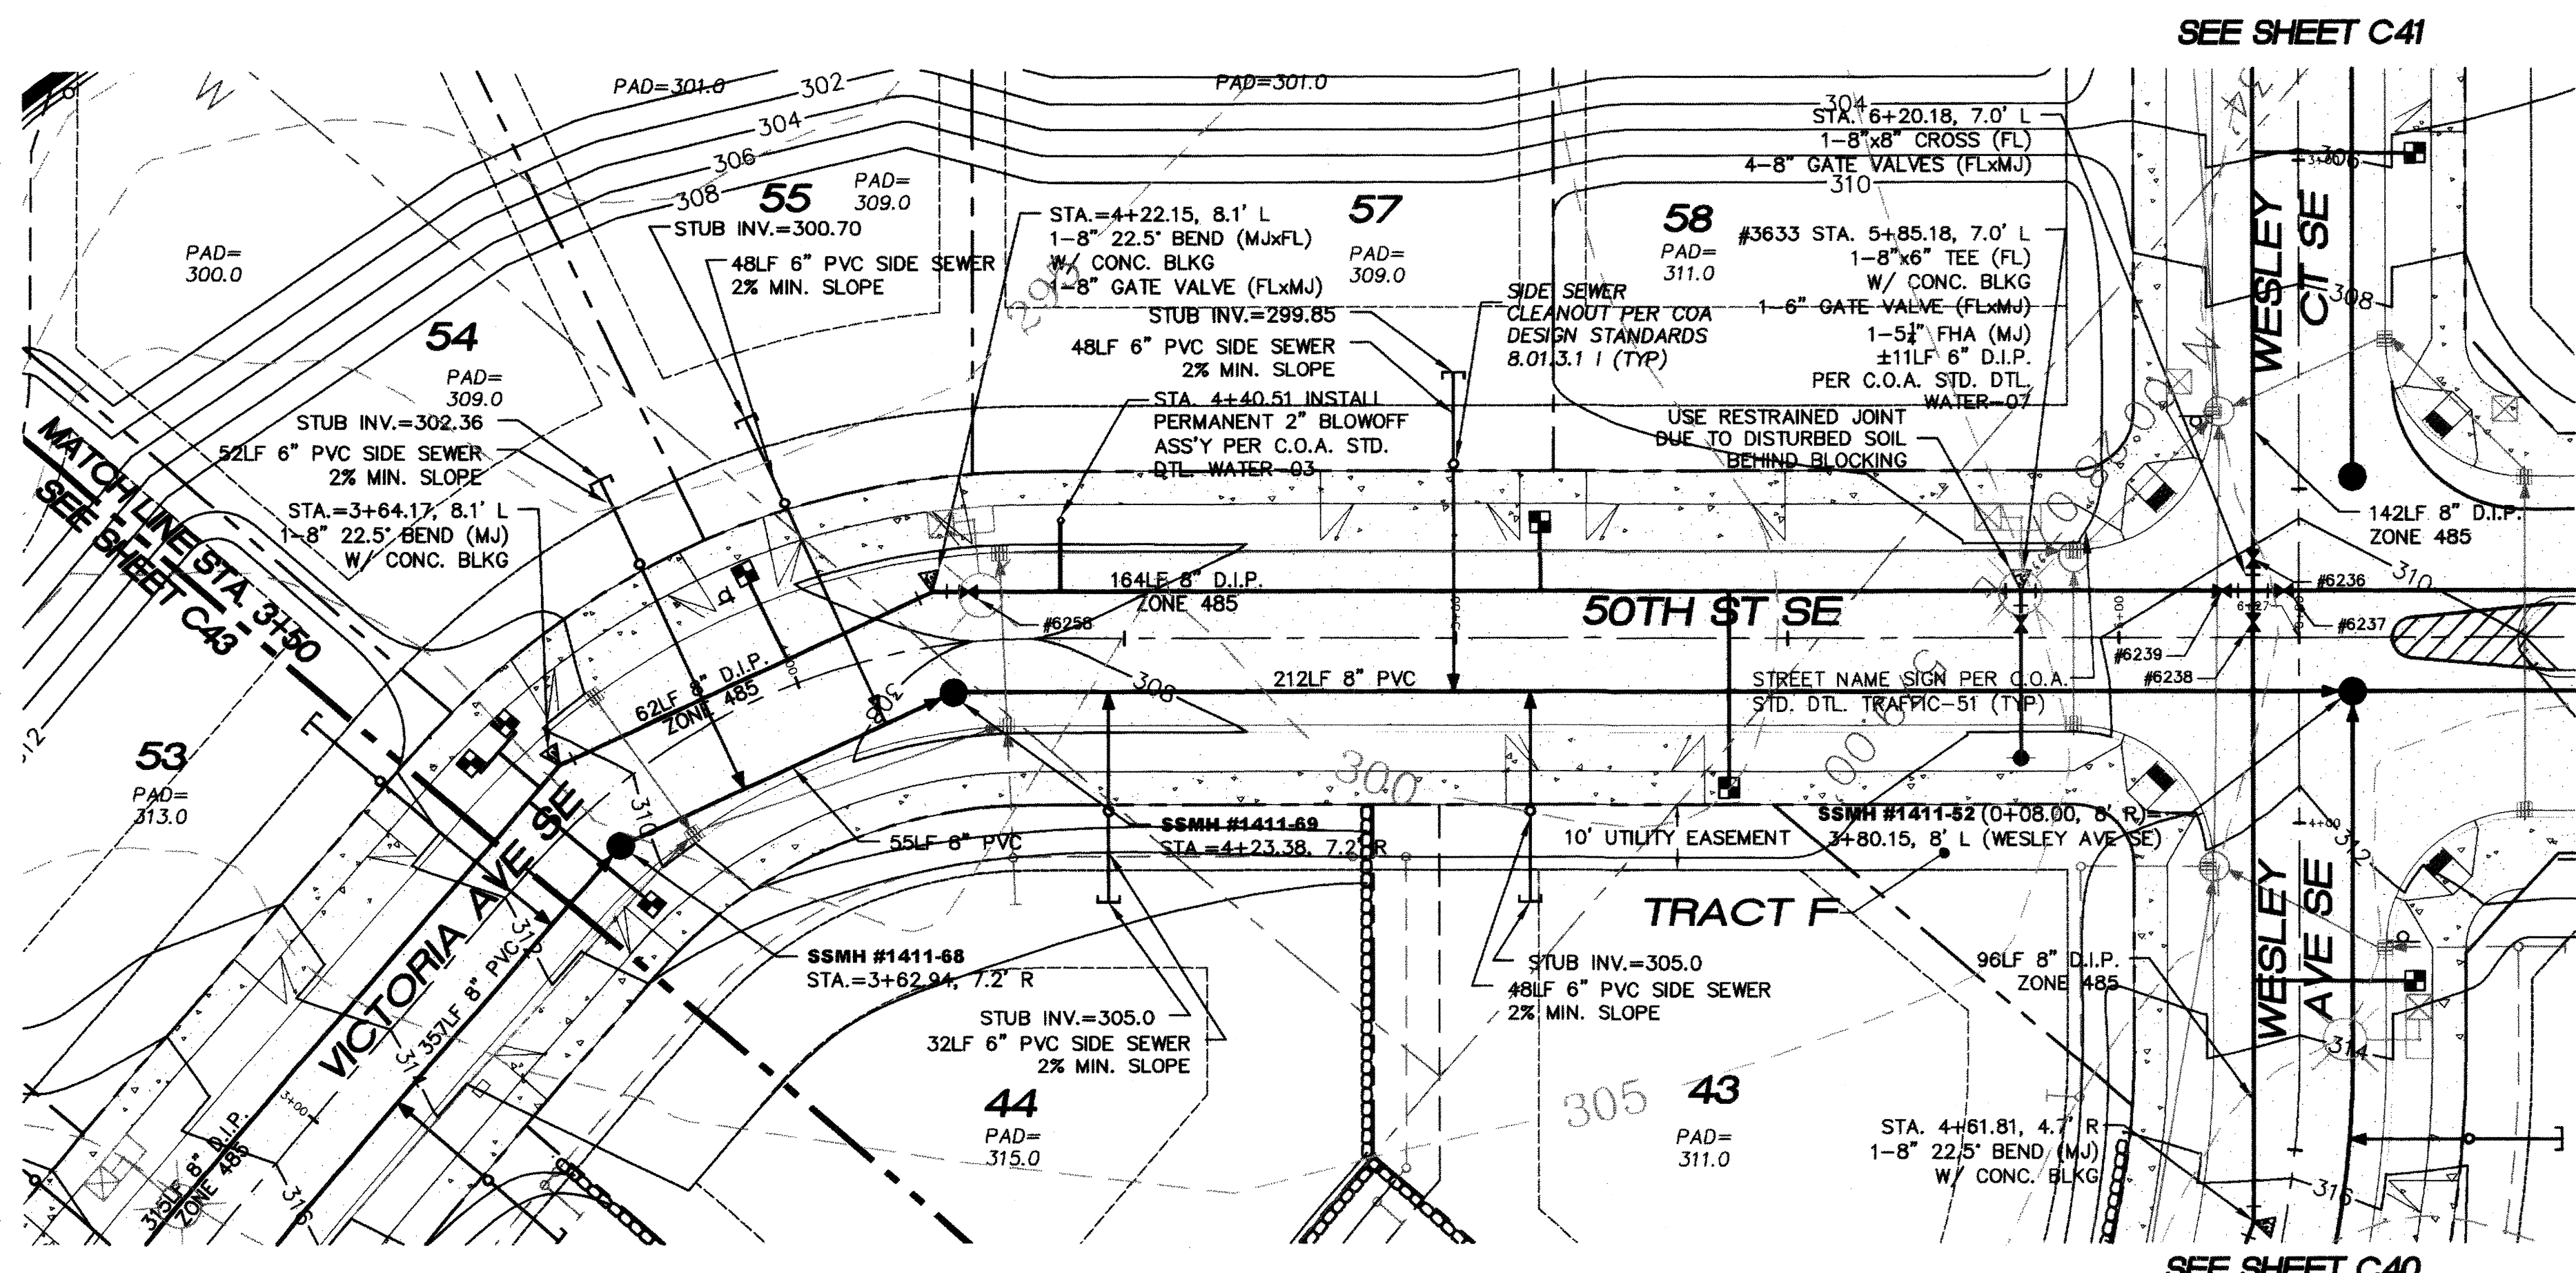 SEE SHEET C41
PAD=301.0
302
304
306
308
PAD=301.0
304
STA. 6+20.18, 7.0' L
1-8"x8" CROSS (FL)
4-8" GATE VALVES (FLxMJ)
310
306
WESLEY
CT SE
308
55
PAD=
309.0
STUB INV.=300.70
48LF 6" PVC SIDE SEWER
2% MIN. SLOPE
PAD=
300.0
STA.=4+22.15, 8.1' L
1-8" 22.5° BEND (MJxFL)
W/ CONC. BLKG
1-8" GATE VALVE (FLxMJ)
57
PAD=
309.0
58
PAD=
311.0
#3633 STA. 5+85.18, 7.0' L
1-8"x6" TEE (FL)
W/ CONC. BLKG
1-6" GATE VALVE (FLxMJ)
1-5¼" FHA (MJ)
±11LF 6" D.I.P.
PER C.O.A. STD. DTL.
WATER-07
STUB INV.=299.85
48LF 6" PVC SIDE SEWER
2% MIN. SLOPE
SIDE SEWER
CLEANOUT PER COA
DESIGN STANDARDS
8.01.3.1 I (TYP)
54
PAD=
309.0
STUB INV.=302.36
52LF 6" PVC SIDE SEWER
2% MIN. SLOPE
STA.=3+64.17, 8.1' L
1-8" 22.5° BEND (MJ)
W/ CONC. BLKG
STA. 4+40.51 INSTALL
PERMANENT 2" BLOWOFF
ASS'Y PER C.O.A. STD.
DTL. WATER-03
USE RESTRAINED JOINT
DUE TO DISTURBED SOIL
BEHIND BLOCKING
142LF 8" D.I.P.
ZONE 485
310
MATCH LINE STA. 3+50
SEE SHEET C43
164LF 8" D.I.P.
ZONE 485
#6258
50TH ST SE
#6236
#6237
#6239
#6238
62LF 8" D.I.P.
ZONE 485
308
308
212LF 8" PVC
STREET NAME SIGN PER C.O.A.
STD. DTL. TRAFFIC-51 (TYP)
53
PAD=
313.0
312
310
300
55LF 8" PVC
SSMH #1411-69
STA.=4+23.38, 7.2' R
10' UTILITY EASEMENT
SSMH #1411-52 (0+08.00, 8' R)=
3+80.15, 8' L (WESLEY AVE SE)
4+00
312
TRACT F
VICTORIA AVE SE
357LF 8" PVC
SSMH #1411-68
STA.=3+62.94, 7.2' R
STUB INV.=305.0
48LF 6" PVC SIDE SEWER
2% MIN. SLOPE
96LF 8" D.I.P.
ZONE 485
WESLEY
AVE SE
314
STUB INV.=305.0
32LF 6" PVC SIDE SEWER
2% MIN. SLOPE
314
3+00
44
PAD=
315.0
305
43
PAD=
311.0
STA. 4+61.81, 4.7' R
1-8" 22.5° BEND (MJ)
W/ CONC. BLKG
315LF 8" D.I.P.
ZONE 485
316
316
SEE SHEET C40